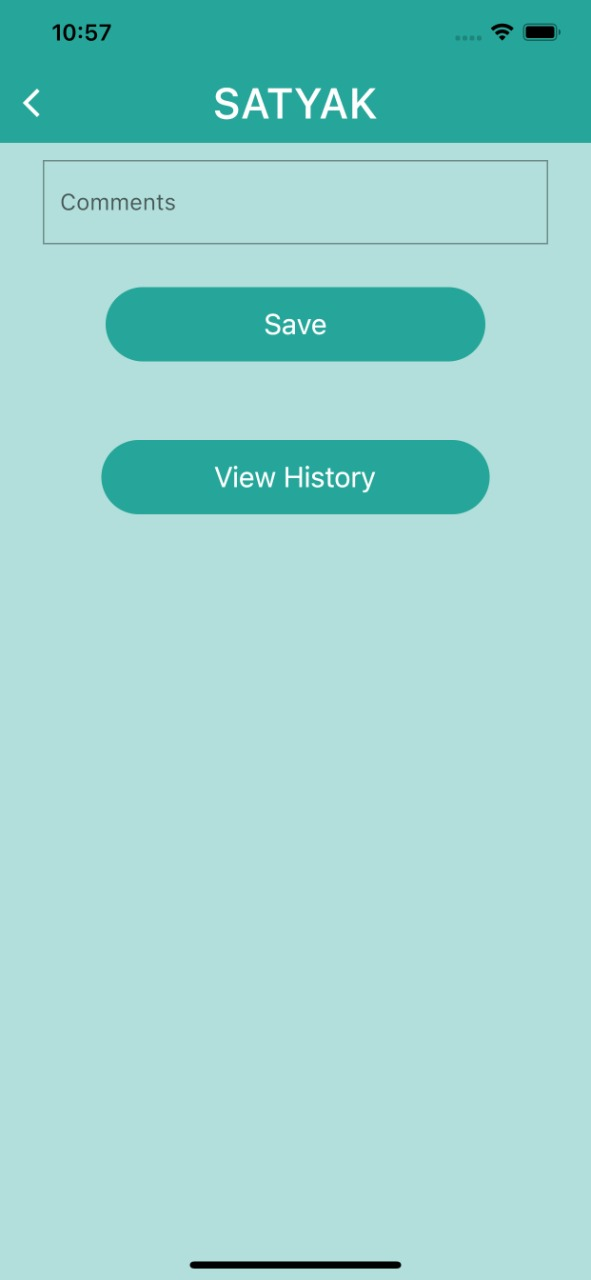 10:57
SATYAK
Comments
Save
View History